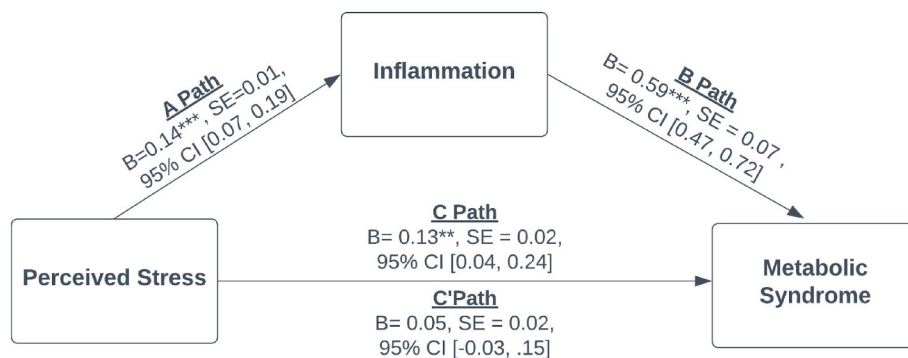 Inflammation
A Path
B=0.14*** , SE=0.01,
95% CI [0.07, 0.19]
B Path
B= 0.59***, SE = 0.07 ,
95% CI [0.47, 0.72]
Perceived Stress
C Path
B= 0.13**, SE = 0.02,
95% CI [0.04, 0.24]
C'Path
B= 0.05, SE = 0.02,
95% CI [-0.03, .15]
Metabolic
Syndrome